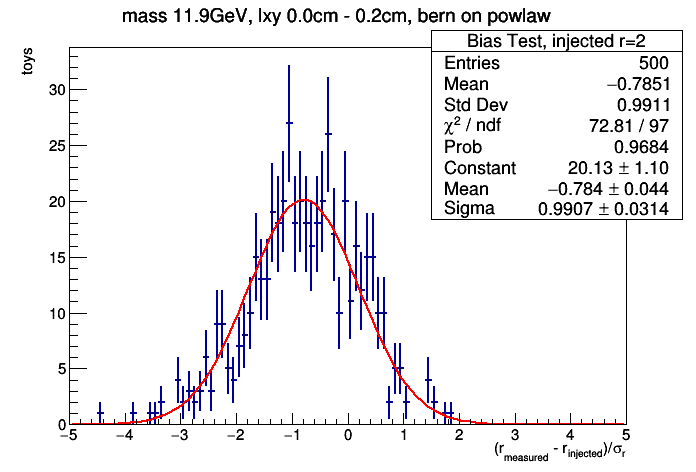 mass 11.9GeV, lxy 0.0cm - 0.2cm, bern on powlaw
toys
Bias Test, injected r=2
Entries 500
Mean −0.7851
Std Dev 0.9911
χ² / ndf 72.81 / 97
Prob 0.9684
Constant 20.13 ± 1.10
Mean −0.784 ± 0.044
Sigma 0.9907 ± 0.0314
30
25
20
15
10
5
0
−5 −4 −3 −2 −1 0 1 2 3 4 5
(r_measured - r_injected)/σ_r